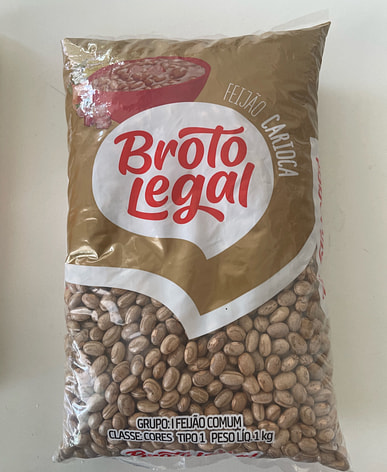 FEIJÃO CARIOCA
Broto
Legal
GRUPO: I FEIJÃO COMUM
CLASSE: CORES TIPO 1 PESO LÍQ. 1 kg